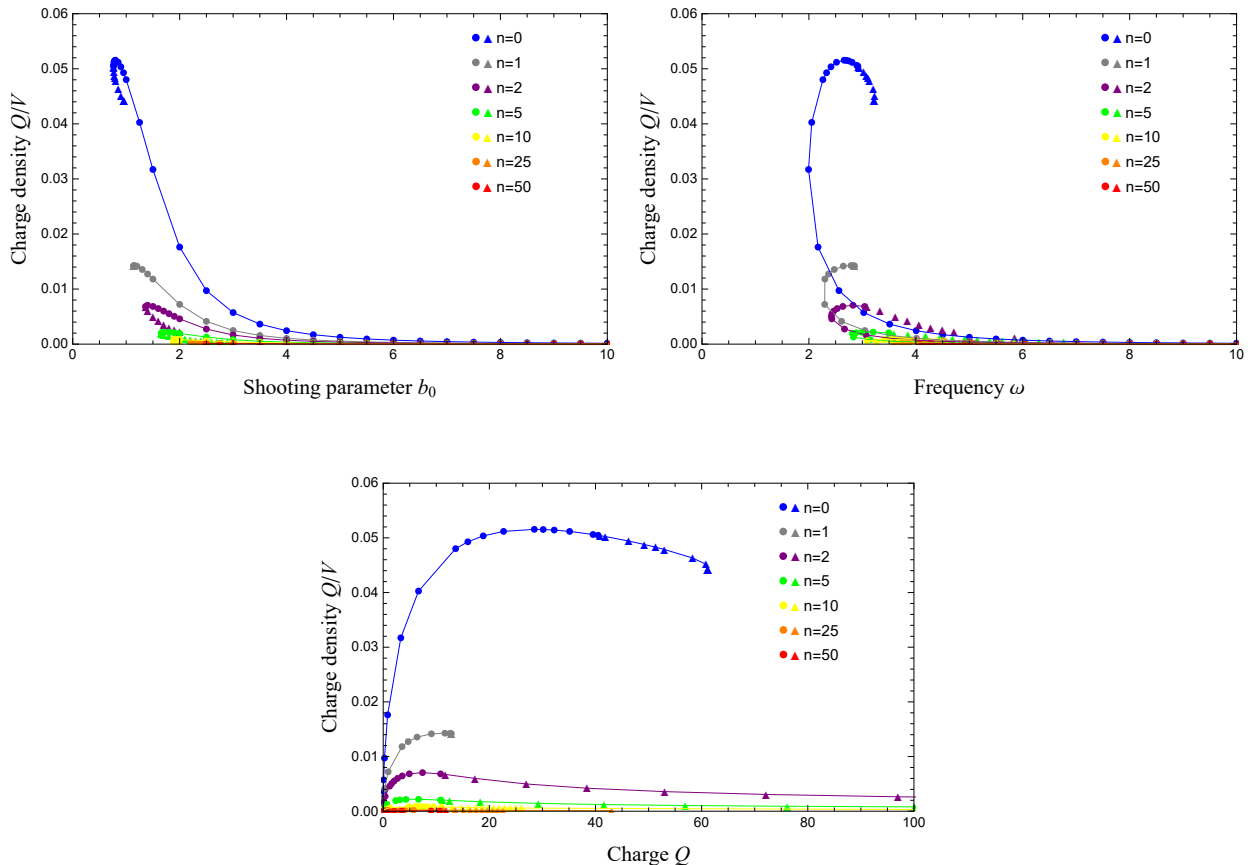 Charge density Q/V
0.06
0.05
0.04
0.03
0.02
0.01
0.00
n=0
n=1
n=2
n=5
n=10
n=25
n=50
0 2 4 6 8 10
Shooting parameter b₀
Charge density Q/V
0.06
0.05
0.04
0.03
0.02
0.01
0.00
n=0
n=1
n=2
n=5
n=10
n=25
n=50
0 2 4 6 8 10
Frequency ω
Charge density Q/V
0.06
0.05
0.04
0.03
0.02
0.01
0.00
n=0
n=1
n=2
n=5
n=10
n=25
n=50
0 20 40 60 80 100
Charge Q